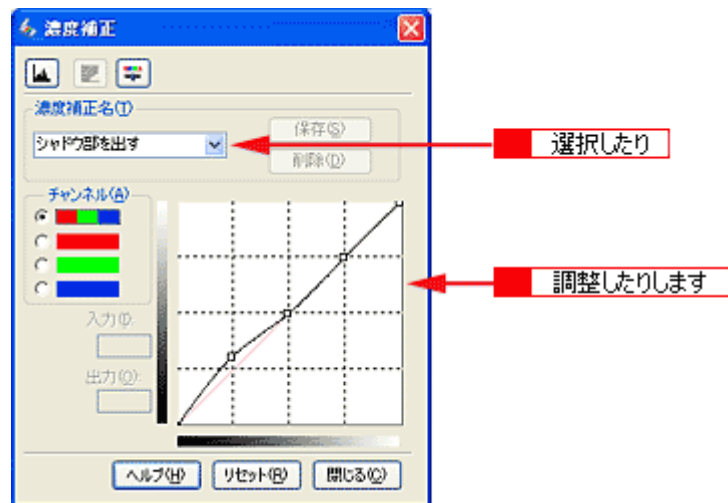 濃度補正
濃度補正名(T)
シャドウ部を出す
保存(S)
削除(D)
選択したり
チャンネル(A)
調整したりします
入力(I):
出力(O):
ヘルプ(H)
リセット(R)
閉じる(C)